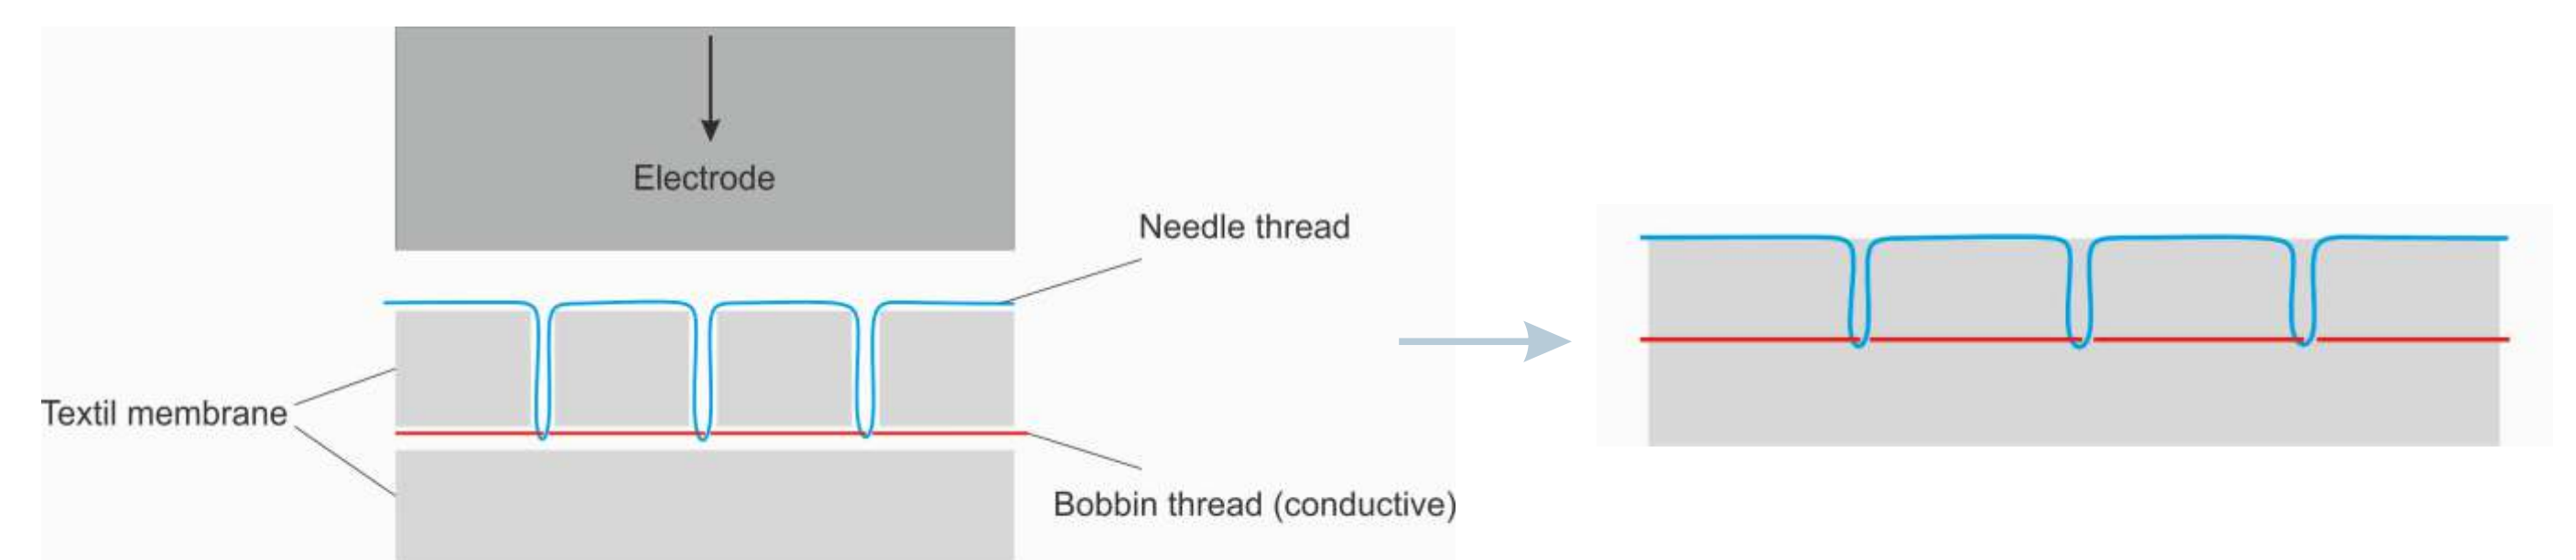 Electrode
Needle thread
Textil membrane
Bobbin thread (conductive)